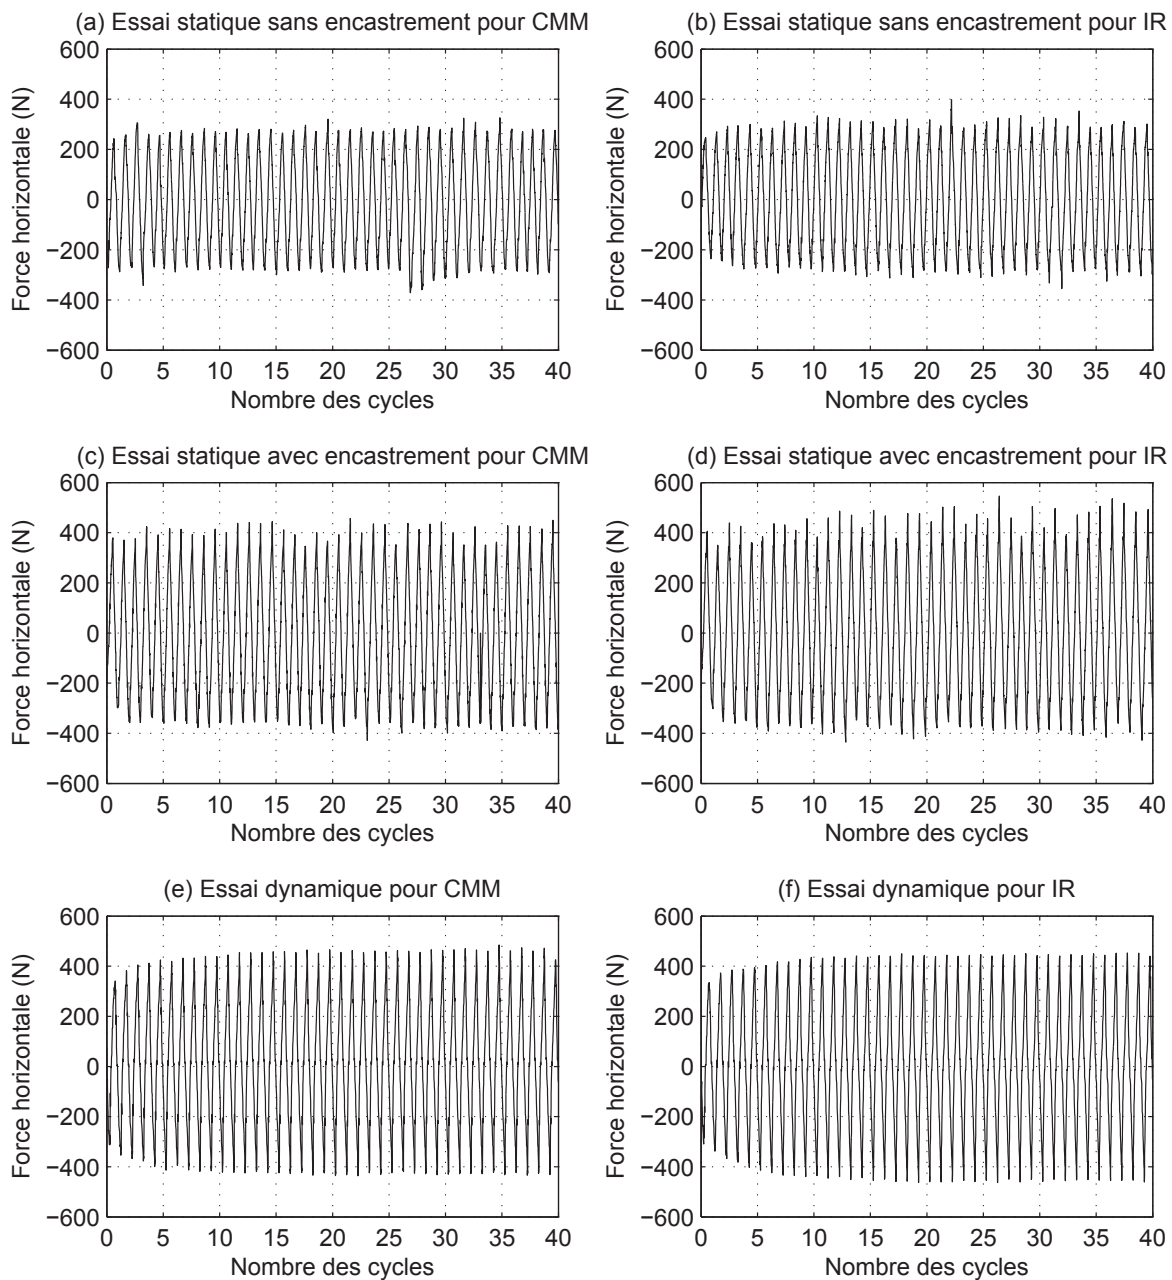 (a) Essai statique sans encastrement pour CMM
600
400
200
0
−200
−400
−600
Force horizontale (N)
0 5 10 15 20 25 30 35 40
Nombre des cycles
(b) Essai statique sans encastrement pour IR
600
400
200
0
−200
−400
−600
Force horizontale (N)
0 5 10 15 20 25 30 35 40
Nombre des cycles
(c) Essai statique avec encastrement pour CMM
600
400
200
0
−200
−400
−600
Force horizontale (N)
0 5 10 15 20 25 30 35 40
Nombre des cycles
(d) Essai statique avec encastrement pour IR
600
400
200
0
−200
−400
−600
Force horizontale (N)
0 5 10 15 20 25 30 35 40
Nombre des cycles
(e) Essai dynamique pour CMM
600
400
200
0
−200
−400
−600
Force horizontale (N)
0 5 10 15 20 25 30 35 40
Nombre des cycles
(f) Essai dynamique pour IR
600
400
200
0
−200
−400
−600
Force horizontale (N)
0 5 10 15 20 25 30 35 40
Nombre des cycles